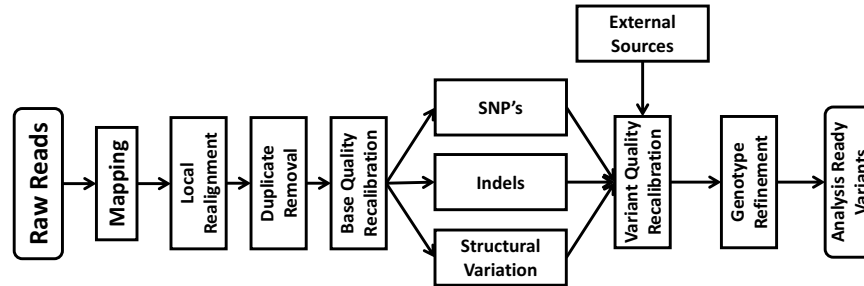 Raw Reads
Mapping
Local
Realignment
Duplicate
Removal
Base Quality
Recalibration
SNP's
Indels
Structural
Variation
External
Sources
Variant Quality
Recalibration
Genotype
Refinement
Analysis Ready
Variants